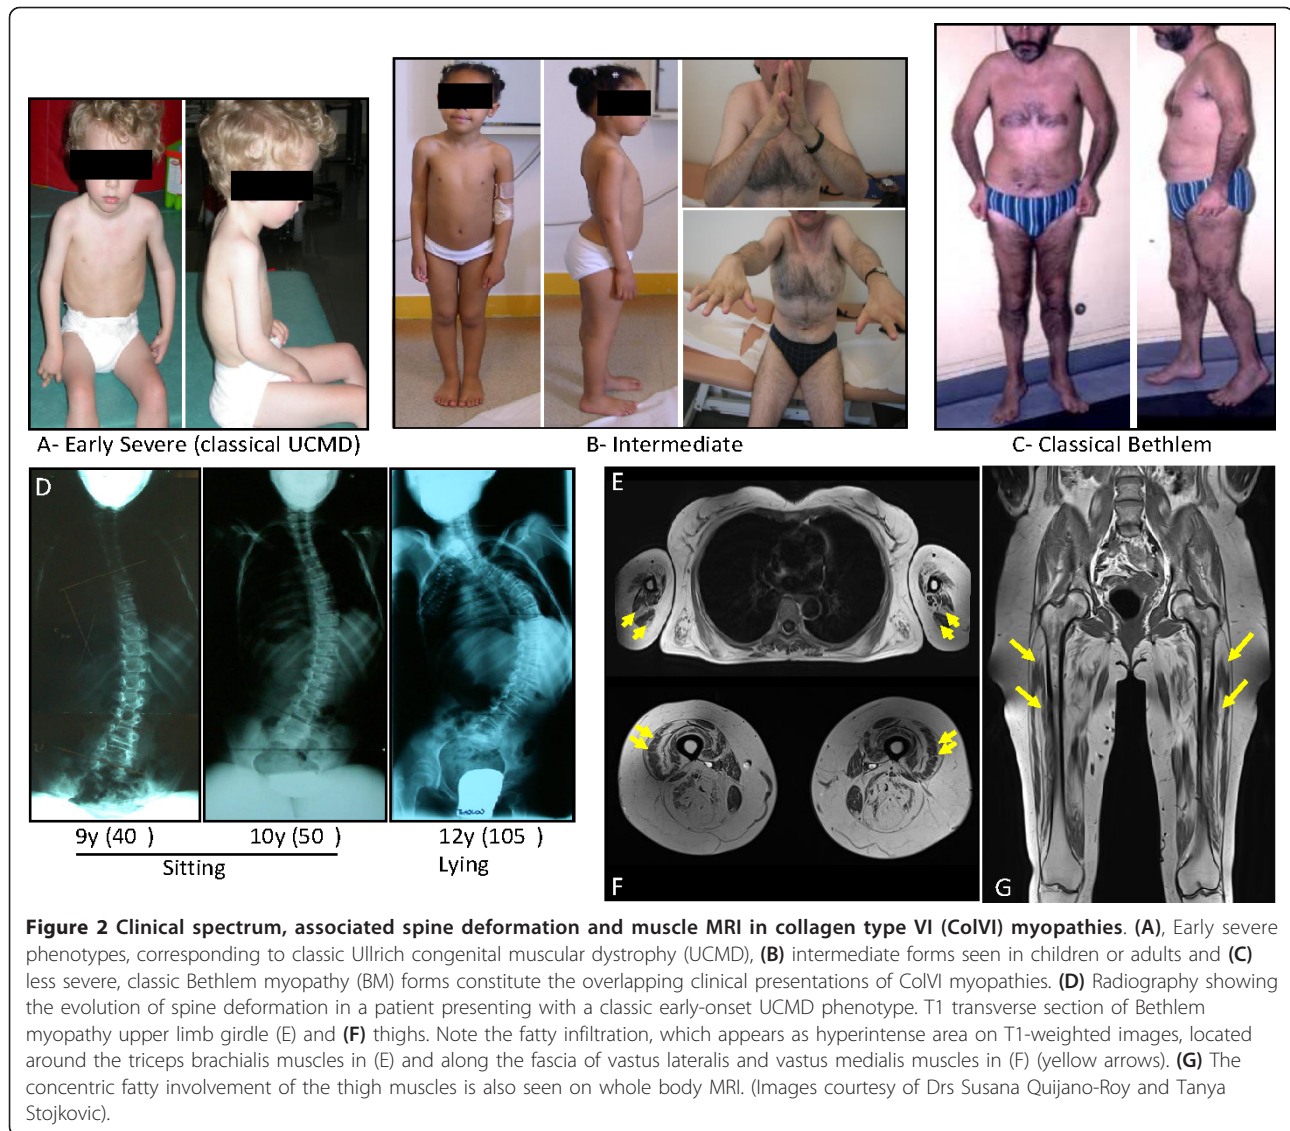 A- Early Severe (classical UCMD)
B- Intermediate
C- Classical Bethlem
D
9y (40 )
10y (50 )
12y (105 )
Sitting
Lying
E
F
G
Figure 2 Clinical spectrum, associated spine deformation and muscle MRI in collagen type VI (ColVI) myopathies. (A), Early severe
phenotypes, corresponding to classic Ullrich congenital muscular dystrophy (UCMD), (B) intermediate forms seen in children or adults and (C)
less severe, classic Bethlem myopathy (BM) forms constitute the overlapping clinical presentations of ColVI myopathies. (D) Radiography showing
the evolution of spine deformation in a patient presenting with a classic early-onset UCMD phenotype. T1 transverse section of Bethlem
myopathy upper limb girdle (E) and (F) thighs. Note the fatty infiltration, which appears as hyperintense area on T1-weighted images, located
around the triceps brachialis muscles in (E) and along the fascia of vastus lateralis and vastus medialis muscles in (F) (yellow arrows). (G) The
concentric fatty involvement of the thigh muscles is also seen on whole body MRI. (Images courtesy of Drs Susana Quijano-Roy and Tanya
Stojkovic).